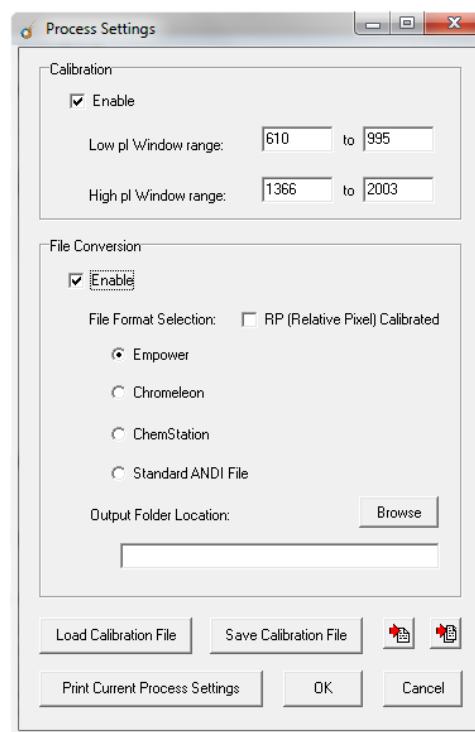 Process Settings
Calibration
Enable
Low pI Window range: 610 to 995
High pI Window range: 1366 to 2003
File Conversion
Enable
File Format Selection: RP (Relative Pixel) Calibrated
Empower
Chromeleon
ChemStation
Standard ANDI File
Output Folder Location: Browse
Load Calibration File Save Calibration File
Print Current Process Settings OK Cancel